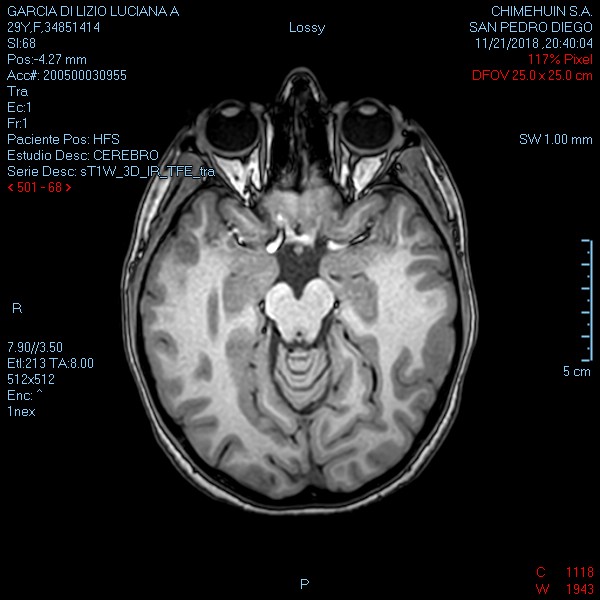 GARCIA DI LIZIO LUCIANA A
29Y,F,34851414
Sl:68
Pos:-4.27 mm
Acc#: 200500030955
Tra
Ec:1
Fr:1
Paciente Pos: HFS
Estudio Desc: CEREBRO
Serie Desc: sT1W_3D_IR_TFE_tra
< 501 - 68 >
Lossy
CHIMEHUIN S.A.
SAN PEDRO DIEGO
11/21/2018 ,20:40:04
117% Pixel
DFOV 25.0 x 25.0 cm
SW 1.00 mm
R
7.90//3.50
Etl:213 TA:8.00
512x512
Enc: ^
1nex
5 cm
P
C 1118
W 1943